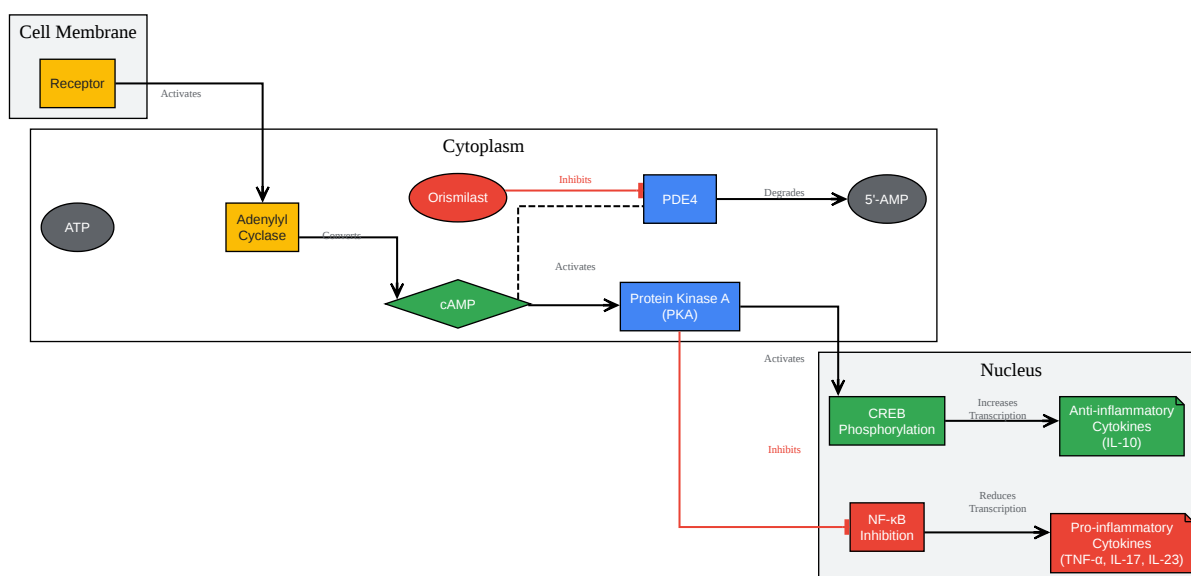 Cell Membrane
Receptor
Activates
Cytoplasm
ATP
Adenylyl
Cyclase
Converts
Orismilast
Inhibits
PDE4
Degrades
5'-AMP
cAMP
Activates
Protein Kinase A
(PKA)
Activates
Inhibits
Nucleus
CREB
Phosphorylation
Increases
Transcription
Anti-inflammatory
Cytokines
(IL-10)
NF-κB
Inhibition
Reduces
Transcription
Pro-inflammatory
Cytokines
(TNF-α, IL-17, IL-23)